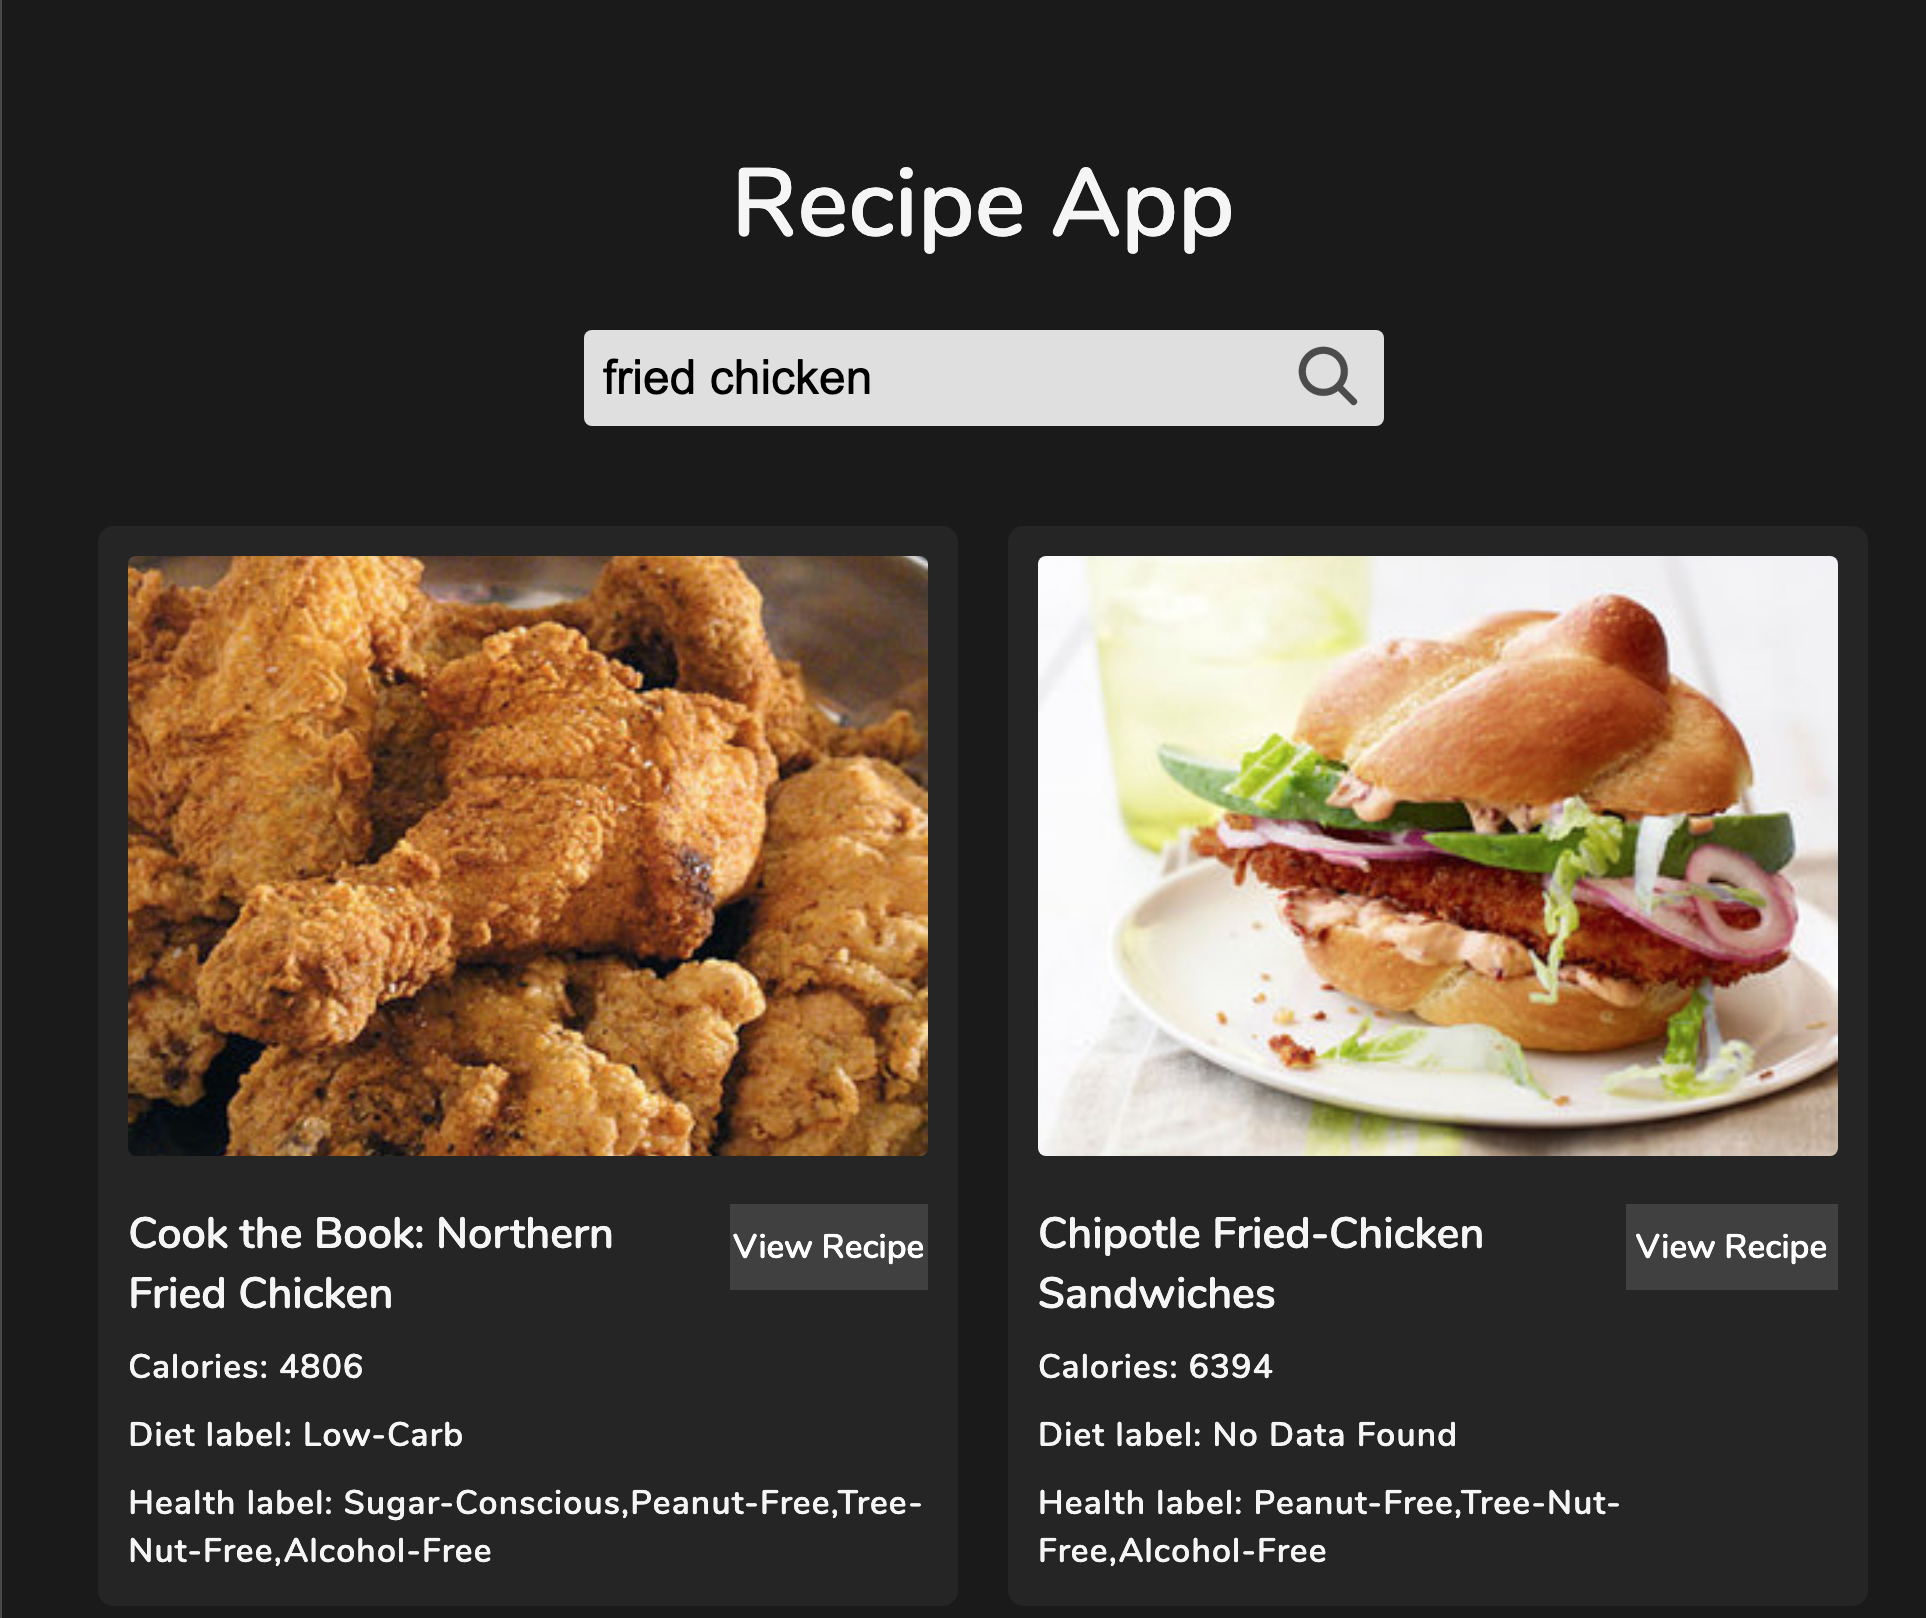 Recipe App
fried chicken
Cook the Book: Northern
Fried Chicken
View Recipe
Calories: 4806
Diet label: Low-Carb
Health label: Sugar-Conscious,Peanut-Free,Tree-
Nut-Free,Alcohol-Free
Chipotle Fried-Chicken
Sandwiches
View Recipe
Calories: 6394
Diet label: No Data Found
Health label: Peanut-Free,Tree-Nut-
Free,Alcohol-Free